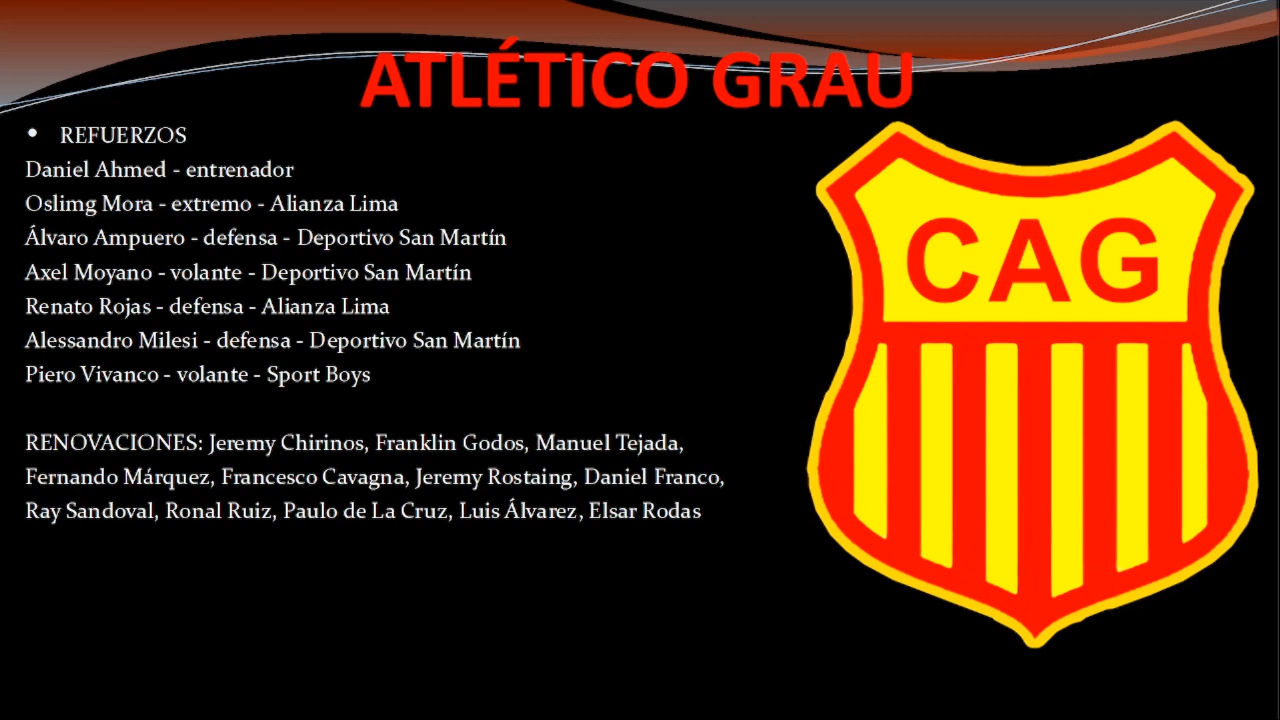 ATLÉTICO GRAU
• REFUERZOS
Daniel Ahmed - entrenador
Oslimg Mora - extremo - Alianza Lima
Álvaro Ampuero - defensa - Deportivo San Martín
Axel Moyano - volante - Deportivo San Martín
Renato Rojas - defensa - Alianza Lima
Alessandro Milesi - defensa - Deportivo San Martín
Piero Vivanco - volante - Sport Boys
RENOVACIONES: Jeremy Chirinos, Franklin Godos, Manuel Tejada,
Fernando Márquez, Francesco Cavagna, Jeremy Rostaing, Daniel Franco,
Ray Sandoval, Ronal Ruiz, Paulo de La Cruz, Luis Álvarez, Elsar Rodas
CAG